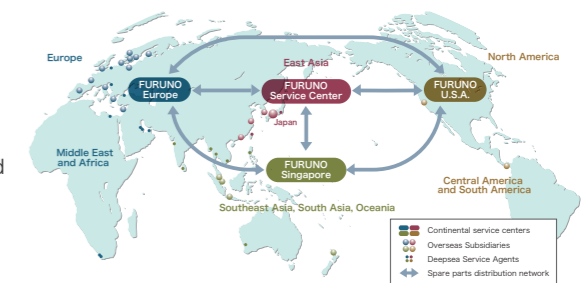 Europe
North America
East Asia
FURUNO
Europe
FURUNO
Service Center
FURUNO
U.S.A.
Japan
Middle East
and Africa
FURUNO
Singapore
Central America
and South America
Southeast Asia, South Asia, Oceania
Continental service centers
Overseas Subsidiaries
Deepsea Service Agents
Spare parts distribution network